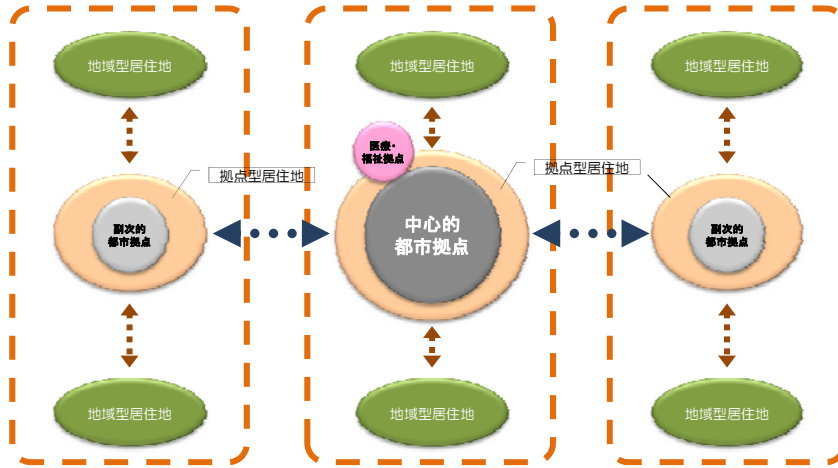 地域型居住地
地域型居住地
地域型居住地
医療・
福祉拠点
拠点型居住地
拠点型居住地
副次的
都市拠点
中心的
都市拠点
副次的
都市拠点
地域型居住地
地域型居住地
地域型居住地